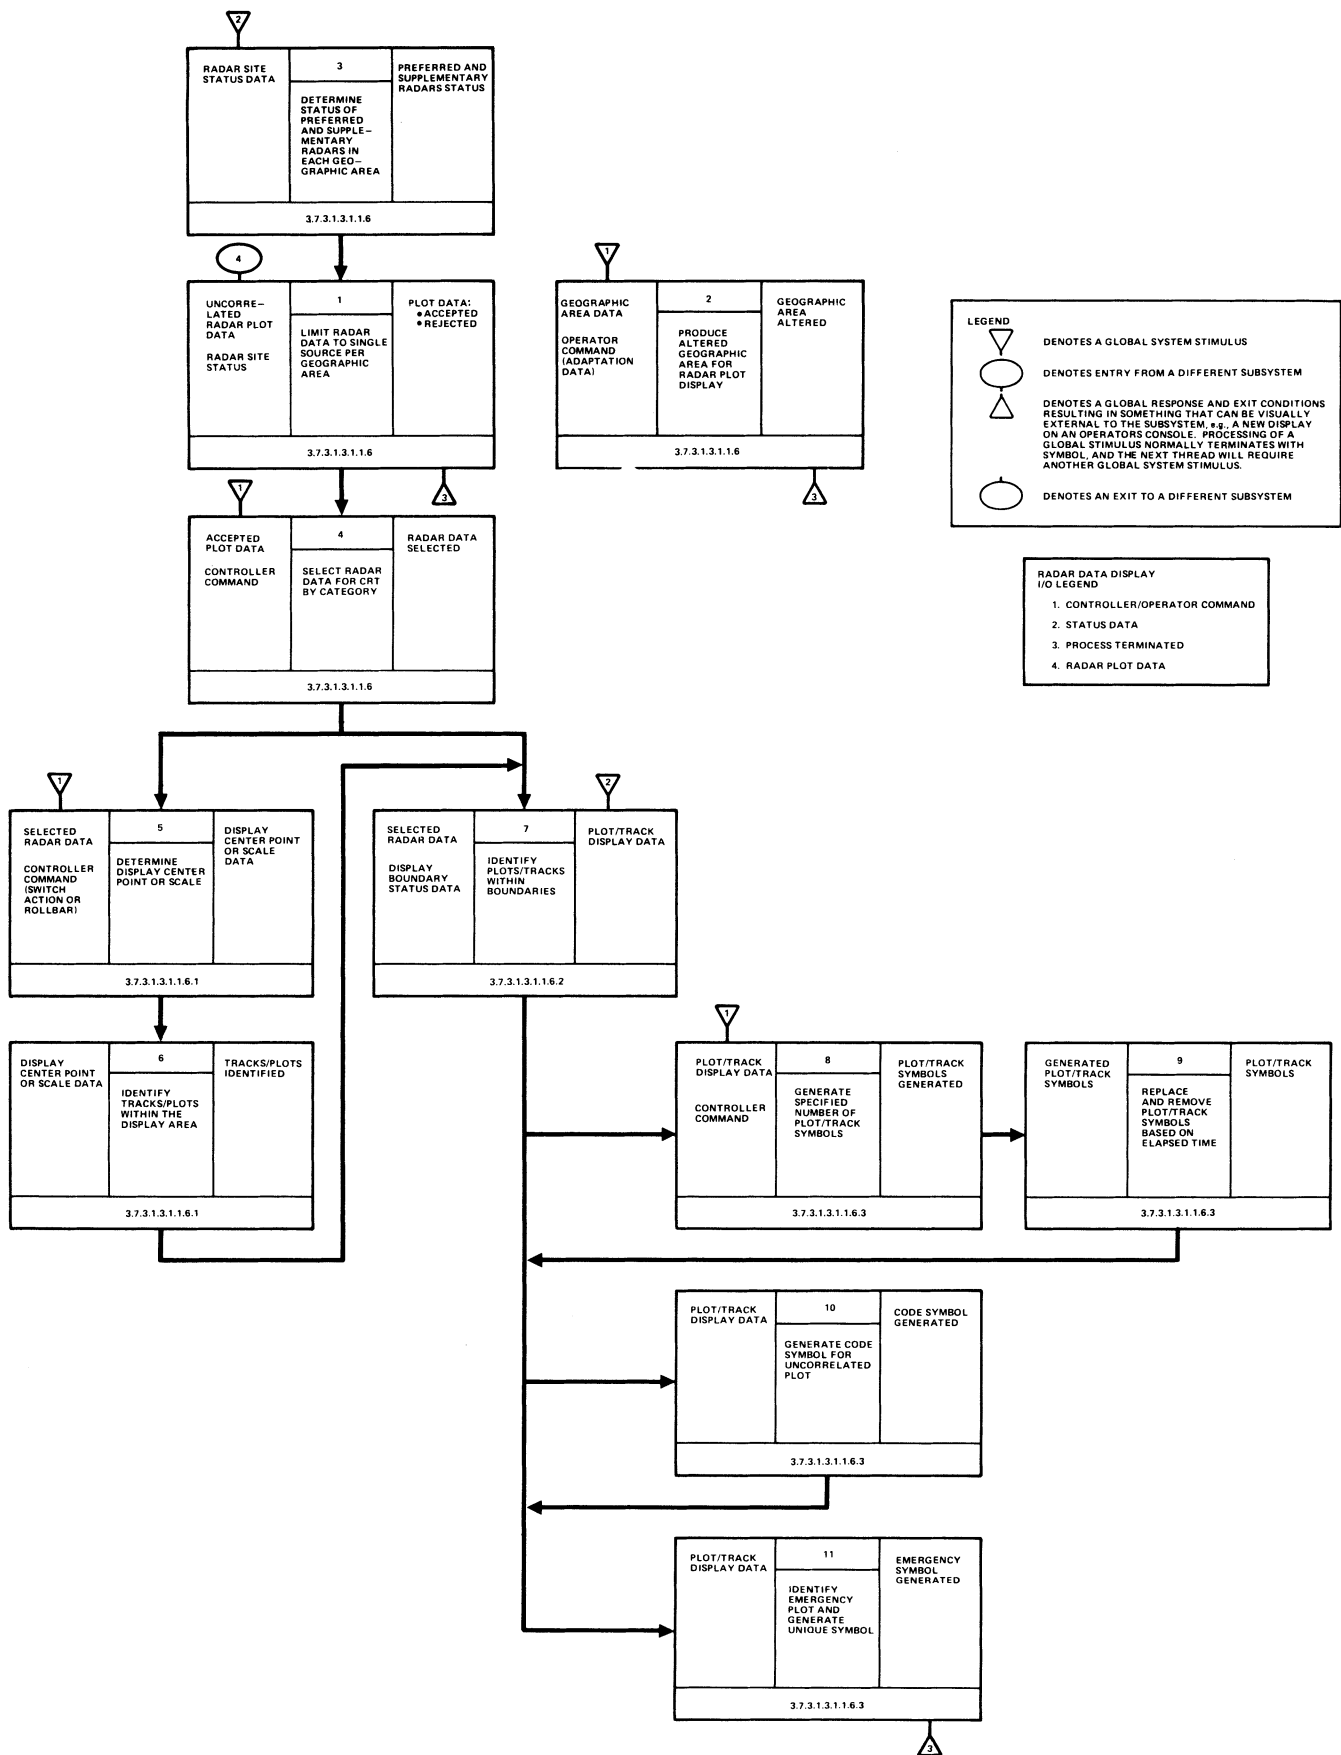 2
RADAR SITE
STATUS DATA
3
DETERMINE
STATUS OF
PREFERRED
AND SUPPLE–
MENTARY
RADARS IN
EACH GEO–
GRAPHIC AREA
PREFERRED AND
SUPPLEMENTARY
RADARS STATUS
3.7.3.1.3.1.1.6
4
UNCORRE–
LATED
RADAR PLOT
DATA
RADAR SITE
STATUS
1
LIMIT RADAR
DATA TO SINGLE
SOURCE PER
GEOGRAPHIC
AREA
PLOT DATA:
• ACCEPTED
• REJECTED
3.7.3.1.3.1.1.6
3
1
GEOGRAPHIC
AREA DATA
OPERATOR
COMMAND
(ADAPTATION
DATA)
2
PRODUCE
ALTERED
GEOGRAPHIC
AREA FOR
RADAR PLOT
DISPLAY
GEOGRAPHIC
AREA
ALTERED
3.7.3.1.3.1.1.6
3
LEGEND
DENOTES A GLOBAL SYSTEM STIMULUS
DENOTES ENTRY FROM A DIFFERENT SUBSYSTEM
DENOTES A GLOBAL RESPONSE AND EXIT CONDITIONS
RESULTING IN SOMETHING THAT CAN BE VISUALLY
EXTERNAL TO THE SUBSYSTEM, e.g., A NEW DISPLAY
ON AN OPERATORS CONSOLE. PROCESSING OF A
GLOBAL STIMULUS NORMALLY TERMINATES WITH
SYMBOL, AND THE NEXT THREAD WILL REQUIRE
ANOTHER GLOBAL SYSTEM STIMULUS.
DENOTES AN EXIT TO A DIFFERENT SUBSYSTEM
RADAR DATA DISPLAY
I/O LEGEND
1. CONTROLLER/OPERATOR COMMAND
2. STATUS DATA
3. PROCESS TERMINATED
4. RADAR PLOT DATA
1
ACCEPTED
PLOT DATA
CONTROLLER
COMMAND
4
SELECT RADAR
DATA FOR CRT
BY CATEGORY
RADAR DATA
SELECTED
3.7.3.1.3.1.1.6
1
SELECTED
RADAR DATA
CONTROLLER
COMMAND
(SWITCH
ACTION OR
ROLLBAR)
5
DETERMINE
DISPLAY CENTER
POINT OR SCALE
DISPLAY
CENTER POINT
OR SCALE
DATA
3.7.3.1.3.1.1.6.1
2
SELECTED
RADAR DATA
DISPLAY
BOUNDARY
STATUS DATA
7
IDENTIFY
PLOTS/TRACKS
WITHIN
BOUNDARIES
PLOT/TRACK
DISPLAY DATA
3.7.3.1.3.1.1.6.2
DISPLAY
CENTER POINT
OR SCALE DATA
6
IDENTIFY
TRACKS/PLOTS
WITHIN THE
DISPLAY AREA
TRACKS/PLOTS
IDENTIFIED
3.7.3.1.3.1.1.6.1
1
PLOT/TRACK
DISPLAY DATA
CONTROLLER
COMMAND
8
GENERATE
SPECIFIED
NUMBER OF
PLOT/TRACK
SYMBOLS
PLOT/TRACK
SYMBOLS
GENERATED
3.7.3.1.3.1.1.6.3
GENERATED
PLOT/TRACK
SYMBOLS
9
REPLACE
AND REMOVE
PLOT/TRACK
SYMBOLS
BASED ON
ELAPSED TIME
PLOT/TRACK
SYMBOLS
3.7.3.1.3.1.1.6.3
PLOT/TRACK
DISPLAY DATA
10
GENERATE CODE
SYMBOL FOR
UNCORRELATED
PLOT
CODE SYMBOL
GENERATED
3.7.3.1.3.1.1.6.3
PLOT/TRACK
DISPLAY DATA
11
IDENTIFY
EMERGENCY
PLOT AND
GENERATE
UNIQUE SYMBOL
EMERGENCY
SYMBOL
GENERATED
3.7.3.1.3.1.1.6.3
3